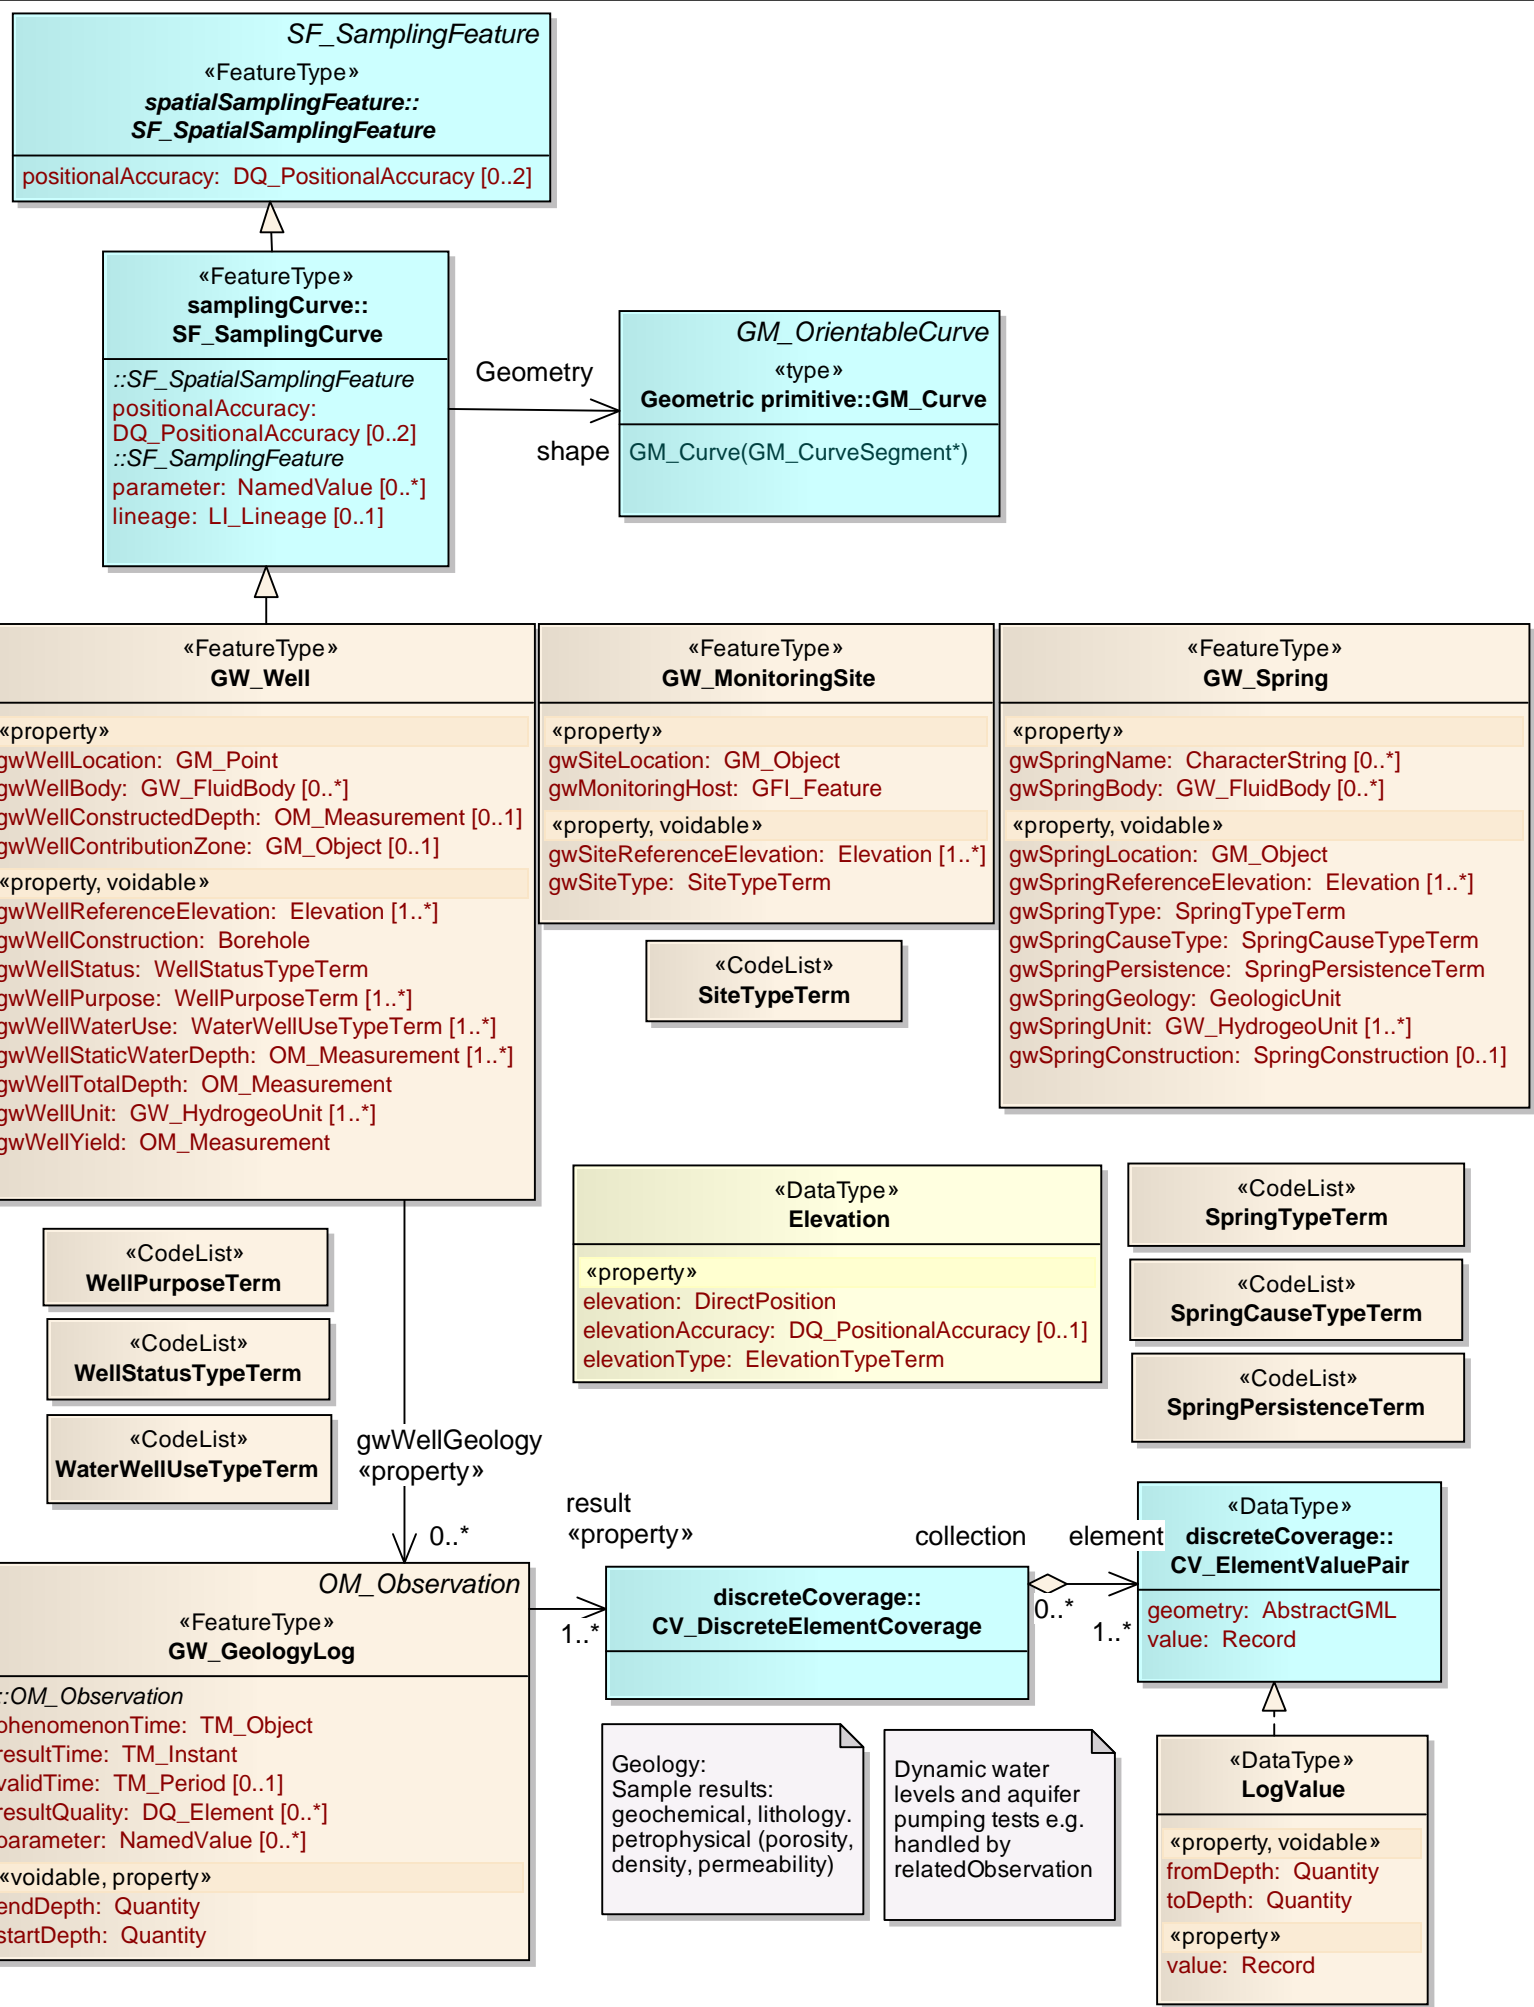 SF_SamplingFeature
«FeatureType»
spatialSamplingFeature::
SF_SpatialSamplingFeature
positionalAccuracy: DQ_PositionalAccuracy [0..2]
«FeatureType»
samplingCurve::
SF_SamplingCurve
::SF_SpatialSamplingFeature
positionalAccuracy:
DQ_PositionalAccuracy [0..2]
::SF_SamplingFeature
parameter: NamedValue [0..*]
lineage: LI_Lineage [0..1]
Geometry
shape
GM_OrientableCurve
«type»
Geometric primitive::GM_Curve
GM_Curve(GM_CurveSegment*)
«FeatureType»
GW_Well
«property»
gwWellLocation: GM_Point
gwWellBody: GW_FluidBody [0..*]
gwWellConstructedDepth: OM_Measurement [0..1]
gwWellContributionZone: GM_Object [0..1]
«property, voidable»
gwWellReferenceElevation: Elevation [1..*]
gwWellConstruction: Borehole
gwWellStatus: WellStatusTypeTerm
gwWellPurpose: WellPurposeTerm [1..*]
gwWellWaterUse: WaterWellUseTypeTerm [1..*]
gwWellStaticWaterDepth: OM_Measurement [1..*]
gwWellTotalDepth: OM_Measurement
gwWellUnit: GW_HydrogeoUnit [1..*]
gwWellYield: OM_Measurement
«FeatureType»
GW_MonitoringSite
«property»
gwSiteLocation: GM_Object
gwMonitoringHost: GFI_Feature
«property, voidable»
gwSiteReferenceElevation: Elevation [1..*]
gwSiteType: SiteTypeTerm
«CodeList»
SiteTypeTerm
«FeatureType»
GW_Spring
«property»
gwSpringName: CharacterString [0..*]
gwSpringBody: GW_FluidBody [0..*]
«property, voidable»
gwSpringLocation: GM_Object
gwSpringReferenceElevation: Elevation [1..*]
gwSpringType: SpringTypeTerm
gwSpringCauseType: SpringCauseTypeTerm
gwSpringPersistence: SpringPersistenceTerm
gwSpringGeology: GeologicUnit
gwSpringUnit: GW_HydrogeoUnit [1..*]
gwSpringConstruction: SpringConstruction [0..1]
«CodeList»
WellPurposeTerm
«CodeList»
WellStatusTypeTerm
«CodeList»
WaterWellUseTypeTerm
«DataType»
Elevation
«property»
elevation: DirectPosition
elevationAccuracy: DQ_PositionalAccuracy [0..1]
elevationType: ElevationTypeTerm
«CodeList»
SpringTypeTerm
«CodeList»
SpringCauseTypeTerm
«CodeList»
SpringPersistenceTerm
gwWellGeology
«property»
0..*
OM_Observation
«FeatureType»
GW_GeologyLog
::OM_Observation
phenomenonTime: TM_Object
resultTime: TM_Instant
validTime: TM_Period [0..1]
resultQuality: DQ_Element [0..*]
parameter: NamedValue [0..*]
«voidable, property»
endDepth: Quantity
startDepth: Quantity
result
«property»
1..*
discreteCoverage::
CV_DiscreteElementCoverage
collection
0..*
element
1..*
«DataType»
discreteCoverage::
CV_ElementValuePair
geometry: AbstractGML
value: Record
Geology:
Sample results:
geochemical, lithology.
petrophysical (porosity,
density, permeability)
Dynamic water
levels and aquifer
pumping tests e.g.
handled by
relatedObservation
«DataType»
LogValue
«property, voidable»
fromDepth: Quantity
toDepth: Quantity
«property»
value: Record